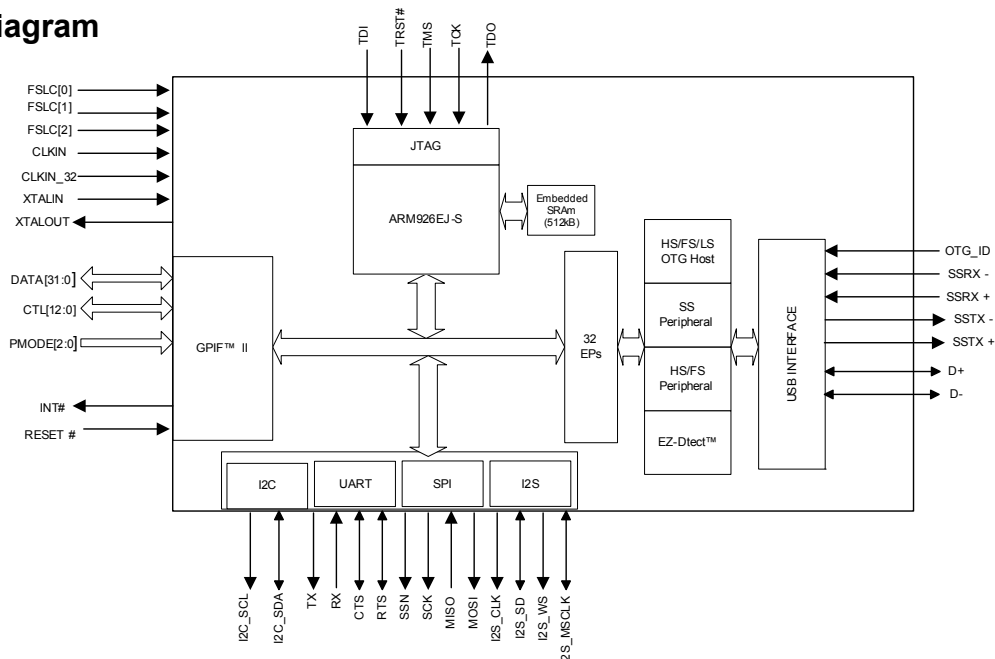 iagram
TDI
TRST#
TMS
TCK
TDO
FSLC[0]
FSLC[1]
FSLC[2]
CLKIN
CLKIN_32
XTALIN
XTALOUT
DATA[31:0]
CTL[12:0]
PMODE[2:0]
INT#
RESET #
JTAG
ARM926EJ-S
Embedded
SRAm
(512kB)
GPIF™ II
32
EPs
HS/FS/LS
OTG Host
SS
Peripheral
HS/FS
Peripheral
EZ-Dtect™
USB INTERFACE
OTG_ID
SSRX -
SSRX +
SSTX -
SSTX +
D+
D-
I2C
UART
SPI
I2S
I2C_SCL
I2C_SDA
TX
RX
CTS
RTS
SSN
SCK
MISO
MOSI
I2S_CLK
I2S_SD
I2S_WS
I2S_MSCLK